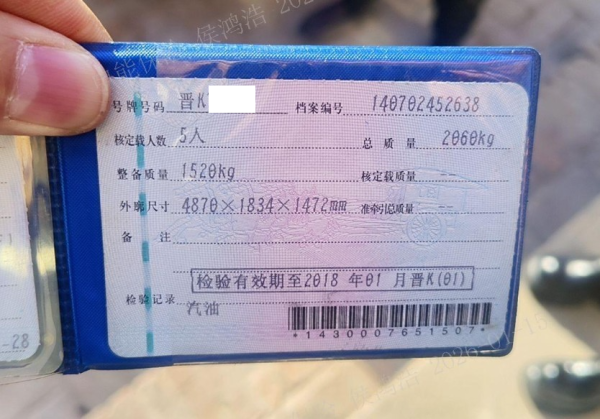 号牌号码 晋K 档案编号 140702452638
核定载人数 5人 总质量 2060kg
整备质量 1520kg 核定载质量 --
外廓尺寸 4870×1834×1472mm 准牵引总质量 --
备注
检验有效期至2018年01月晋K(01)
检验记录 汽油
*1430007651507*
-28